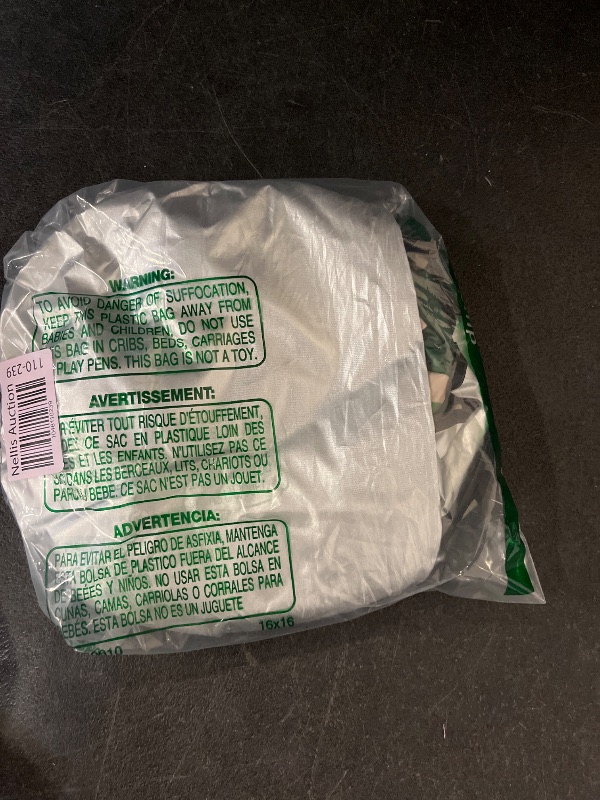 WARNING:
TO AVOID DANGER OF SUFFOCATION,
KEEP THIS PLASTIC BAG AWAY FROM
BABIES AND CHILDREN, DO NOT USE
S BAG IN CRIBS, BEDS, CARRIAGES
PLAY PENS. THIS BAG IS NOT A TOY.
AVERTISSEMENT:
ÉVITER TOUT RISQUE D'ÉTOUFFEMENT,
CE SAC EN PLASTIQUE LOIN DES
S ET LES ENFANTS. N'UTILISEZ PAS CE
DANS LES BERCEAUX, LITS, CHARIOTS OU
BEBE. CE SAC N'EST PAS UN JOUET.
ADVERTENCIA:
PARA EVITAR EL PELIGRO DE ASFIXIA, MANTENGA
ESTA BOLSA DE PLASTICO FUERA DEL ALCANCE
DE BEÉES Y NIÑOS. NO USAR ESTA BOLSA EN
CUNAS, CAMAS, CARRIOLAS O CORRALES PARA
EBÉS. ESTA BOLSA NO ES UN JUGUETE
16x16
Nellis Auction
110-239